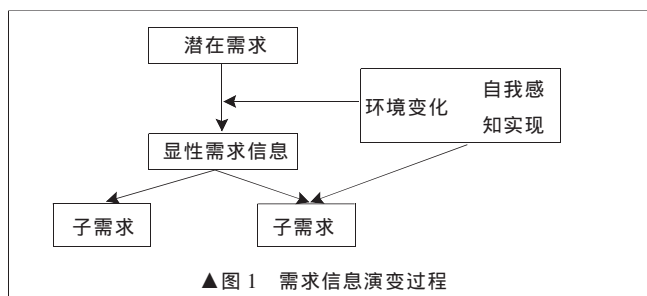 潜在需求
环境变化
自我感
知实现
显性需求信息
子需求
子需求
▲图 1 需求信息演变过程